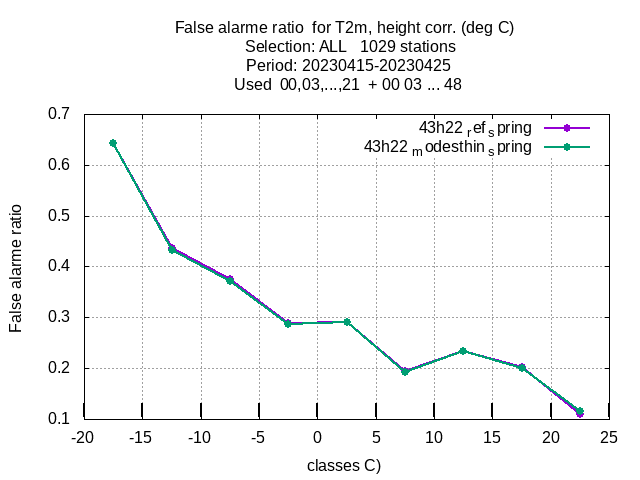 False alarme ratio  for T2m, height corr. (deg C)
Selection: ALL   1029 stations
Period: 20230415-20230425
Used  00,03,...,21  + 00 03 ... 48
43h22 ref spring
43h22 modesthin spring
0.7
0.6
0.5
0.4
0.3
0.2
0.1
False alarme ratio
-20 -15 -10 -5 0 5 10 15 20 25
classes C)